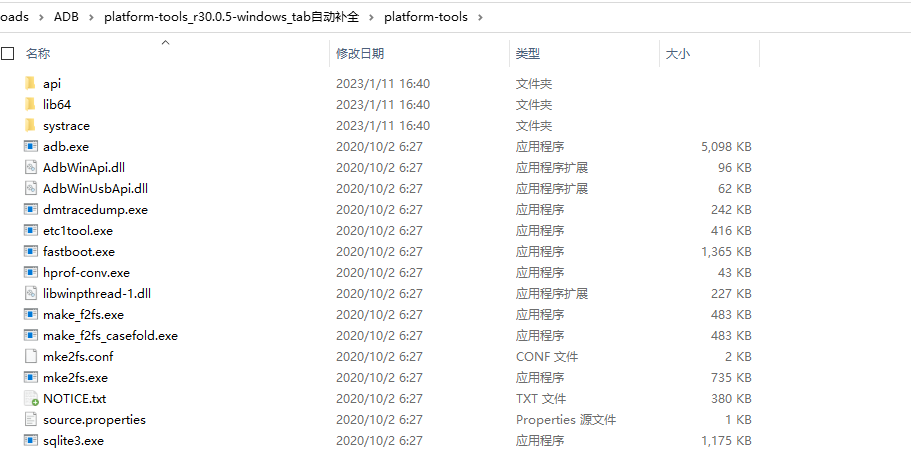 oads > ADB > platform-tools_r30.0.5-windows_tab自动补全 > platform-tools >
名称 修改日期 类型 大小
api 2023/1/11 16:40 文件夹
lib64 2023/1/11 16:40 文件夹
systrace 2023/1/11 16:40 文件夹
adb.exe 2020/10/2 6:27 应用程序 5,098 KB
AdbWinApi.dll 2020/10/2 6:27 应用程序扩展 96 KB
AdbWinUsbApi.dll 2020/10/2 6:27 应用程序扩展 62 KB
dmtracedump.exe 2020/10/2 6:27 应用程序 242 KB
etc1tool.exe 2020/10/2 6:27 应用程序 416 KB
fastboot.exe 2020/10/2 6:27 应用程序 1,365 KB
hprof-conv.exe 2020/10/2 6:27 应用程序 43 KB
libwinpthread-1.dll 2020/10/2 6:27 应用程序扩展 227 KB
make_f2fs.exe 2020/10/2 6:27 应用程序 483 KB
make_f2fs_casefold.exe 2020/10/2 6:27 应用程序 483 KB
mke2fs.conf 2020/10/2 6:27 CONF 文件 2 KB
mke2fs.exe 2020/10/2 6:27 应用程序 735 KB
NOTICE.txt 2020/10/2 6:27 TXT 文件 380 KB
source.properties 2020/10/2 6:27 Properties 源文件 1 KB
sqlite3.exe 2020/10/2 6:27 应用程序 1,175 KB